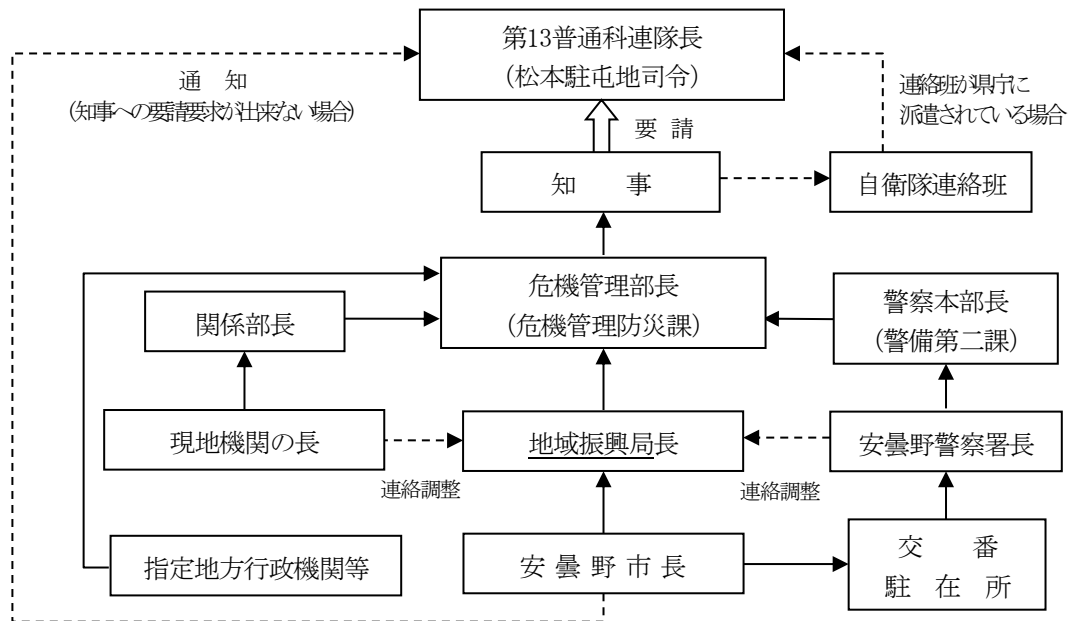 第13普通科連隊長
(松本駐屯地司令)
通　知
(知事への要請要求が出来ない場合)
連絡班が県庁に
派遣されている場合
要 請
知　　事
自衛隊連絡班
危機管理部長
(危機管理防災課)
関係部長
警察本部長
(警備第二課)
現地機関の長
地域振興局長
安曇野警察署長
連絡調整
連絡調整
指定地方行政機関等
安 曇 野 市 長
交　　番
駐　在　所